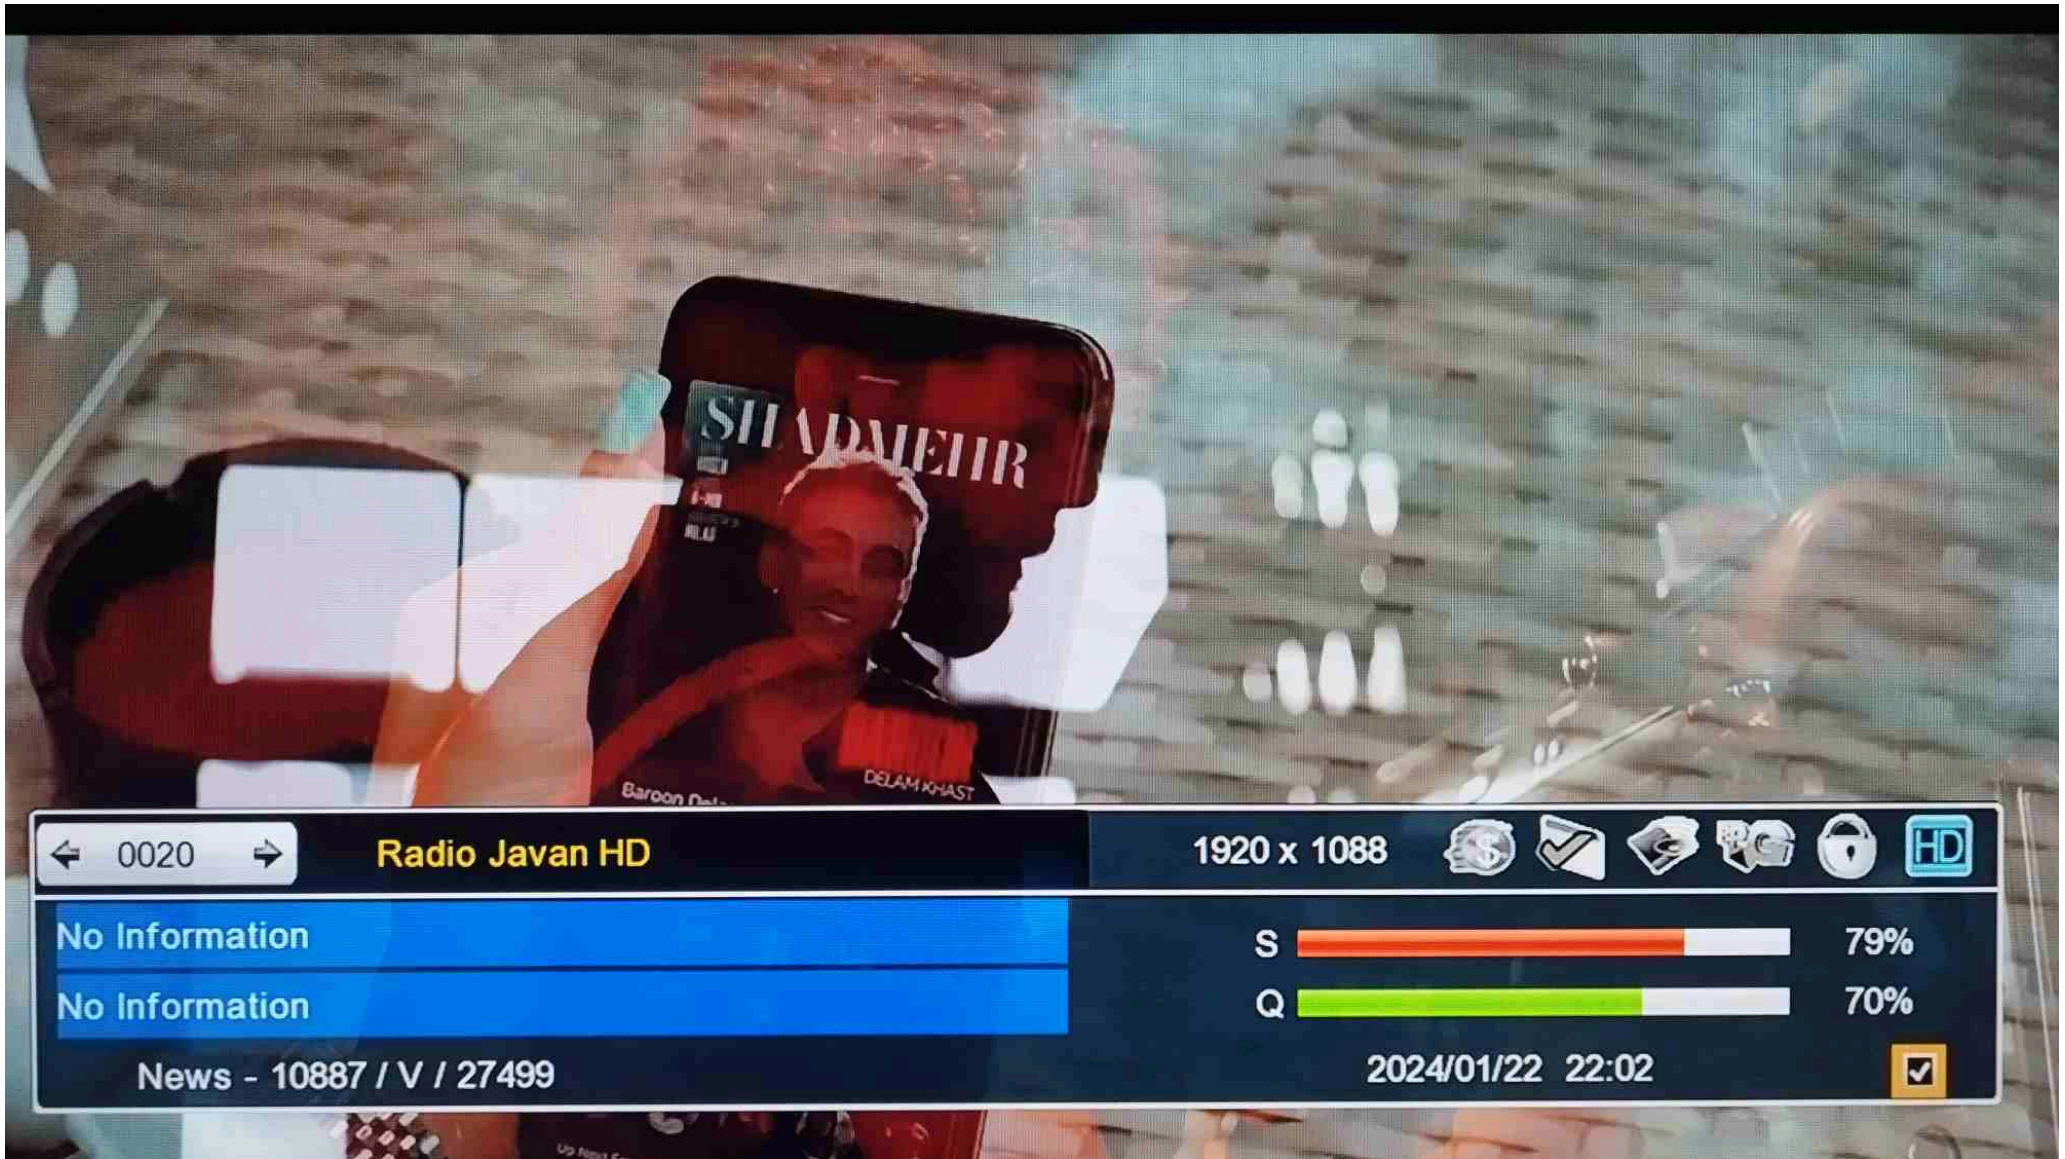 SHADMEHR
DELAM KHAST
Baroon
0020
Radio Javan HD
1920 x 1088
HD
No Information
No Information
S
79%
Q
70%
News - 10887 / V / 27499
2024/01/22 22:02